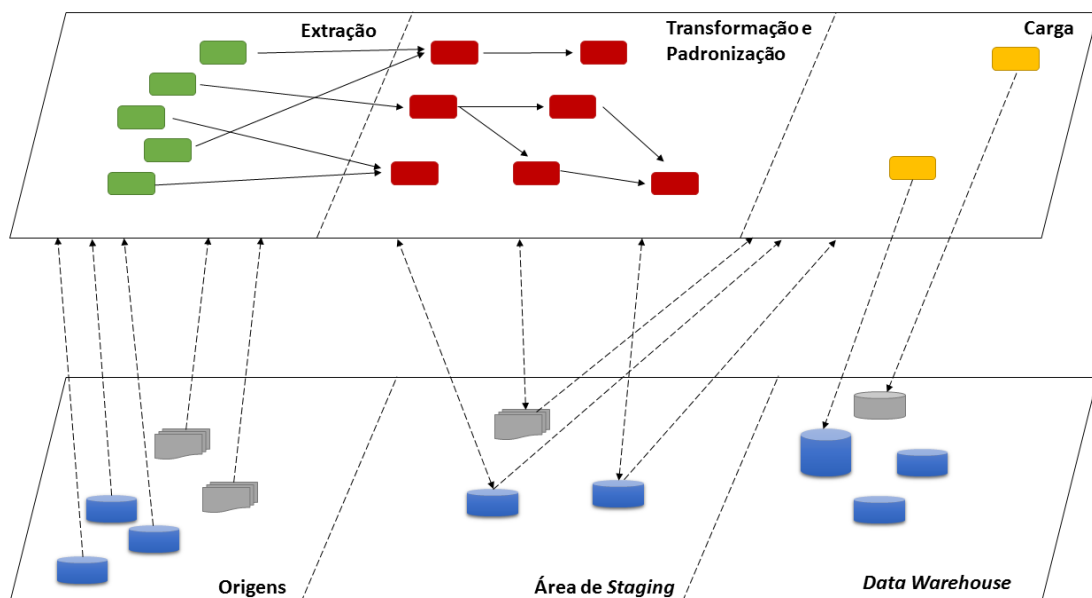 Extração
Transformação e
Padronização
Carga
Origens
Área de Staging
Data Warehouse